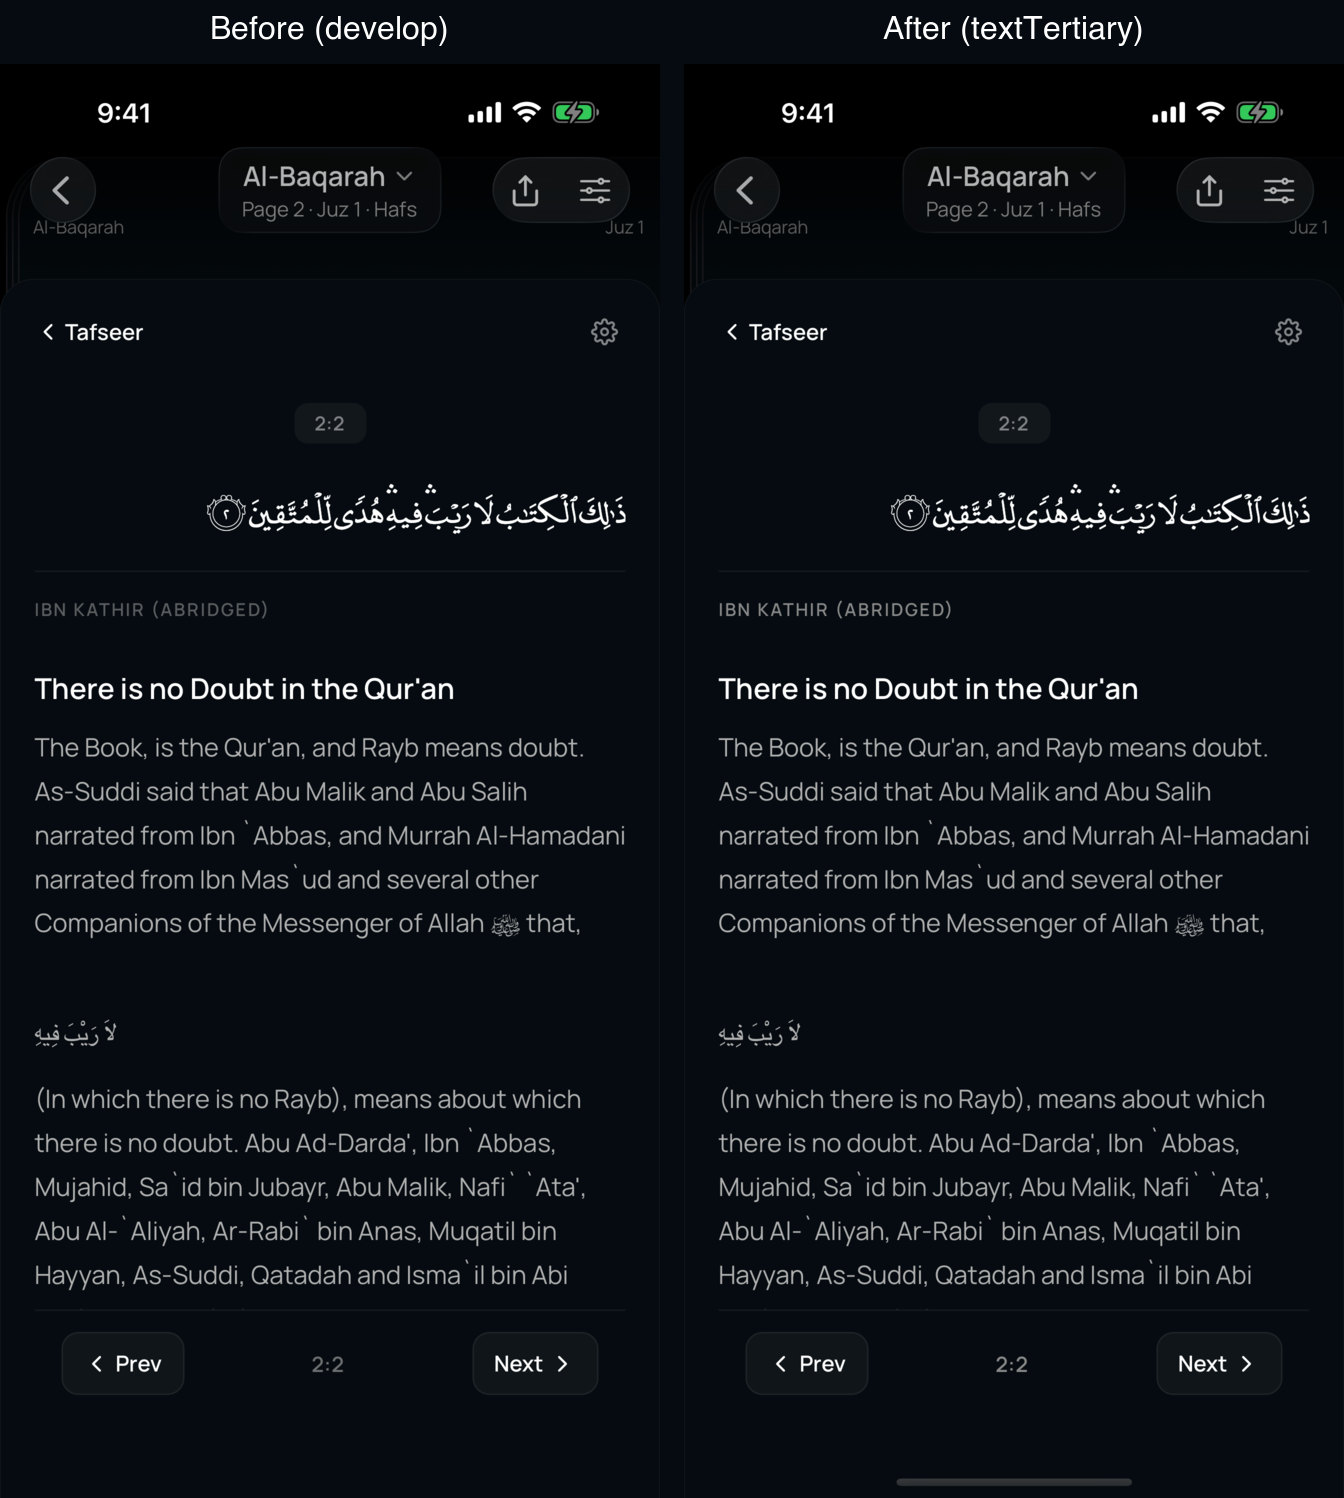 Before (develop)
9:41
Al-Baqarah
Page 2 · Juz 1 · Hafs
Al-Baqarah
Juz 1
Tafseer
2:2
ذَٰلِكَ ٱلْكِتَـٰبُ لَا رَيْبَ ۛ فِيهِ ۛ هُدًى لِّلْمُتَّقِينَ ٢
IBN KATHIR (ABRIDGED)
There is no Doubt in the Qur'an
The Book, is the Qur'an, and Rayb means doubt.
As-Suddi said that Abu Malik and Abu Salih
narrated from Ibn `Abbas, and Murrah Al-Hamadani
narrated from Ibn Mas`ud and several other
Companions of the Messenger of Allah ﷺ that,
لاَ رَيْبَ فِيهِ
(In which there is no Rayb), means about which
there is no doubt. Abu Ad-Darda', Ibn `Abbas,
Mujahid, Sa`id bin Jubayr, Abu Malik, Nafi` `Ata',
Abu Al-`Aliyah, Ar-Rabi` bin Anas, Muqatil bin
Hayyan, As-Suddi, Qatadah and Isma`il bin Abi
Prev
2:2
Next
After (textTertiary)
9:41
Al-Baqarah
Page 2 · Juz 1 · Hafs
Al-Baqarah
Juz 1
Tafseer
2:2
ذَٰلِكَ ٱلْكِتَـٰبُ لَا رَيْبَ ۛ فِيهِ ۛ هُدًى لِّلْمُتَّقِينَ ٢
IBN KATHIR (ABRIDGED)
There is no Doubt in the Qur'an
The Book, is the Qur'an, and Rayb means doubt.
As-Suddi said that Abu Malik and Abu Salih
narrated from Ibn `Abbas, and Murrah Al-Hamadani
narrated from Ibn Mas`ud and several other
Companions of the Messenger of Allah ﷺ that,
لاَ رَيْبَ فِيهِ
(In which there is no Rayb), means about which
there is no doubt. Abu Ad-Darda', Ibn `Abbas,
Mujahid, Sa`id bin Jubayr, Abu Malik, Nafi` `Ata',
Abu Al-`Aliyah, Ar-Rabi` bin Anas, Muqatil bin
Hayyan, As-Suddi, Qatadah and Isma`il bin Abi
Prev
2:2
Next